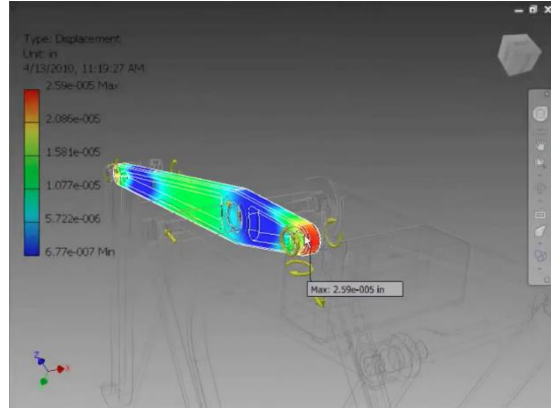 Type: Displacement
Unit: in
4/13/2010, 11:19:27 AM
2.59e-005 Max
2.086e-005
1.581e-005
1.077e-005
5.722e-006
6.77e-007 Min
Max: 2.59e-005 in
Z
X